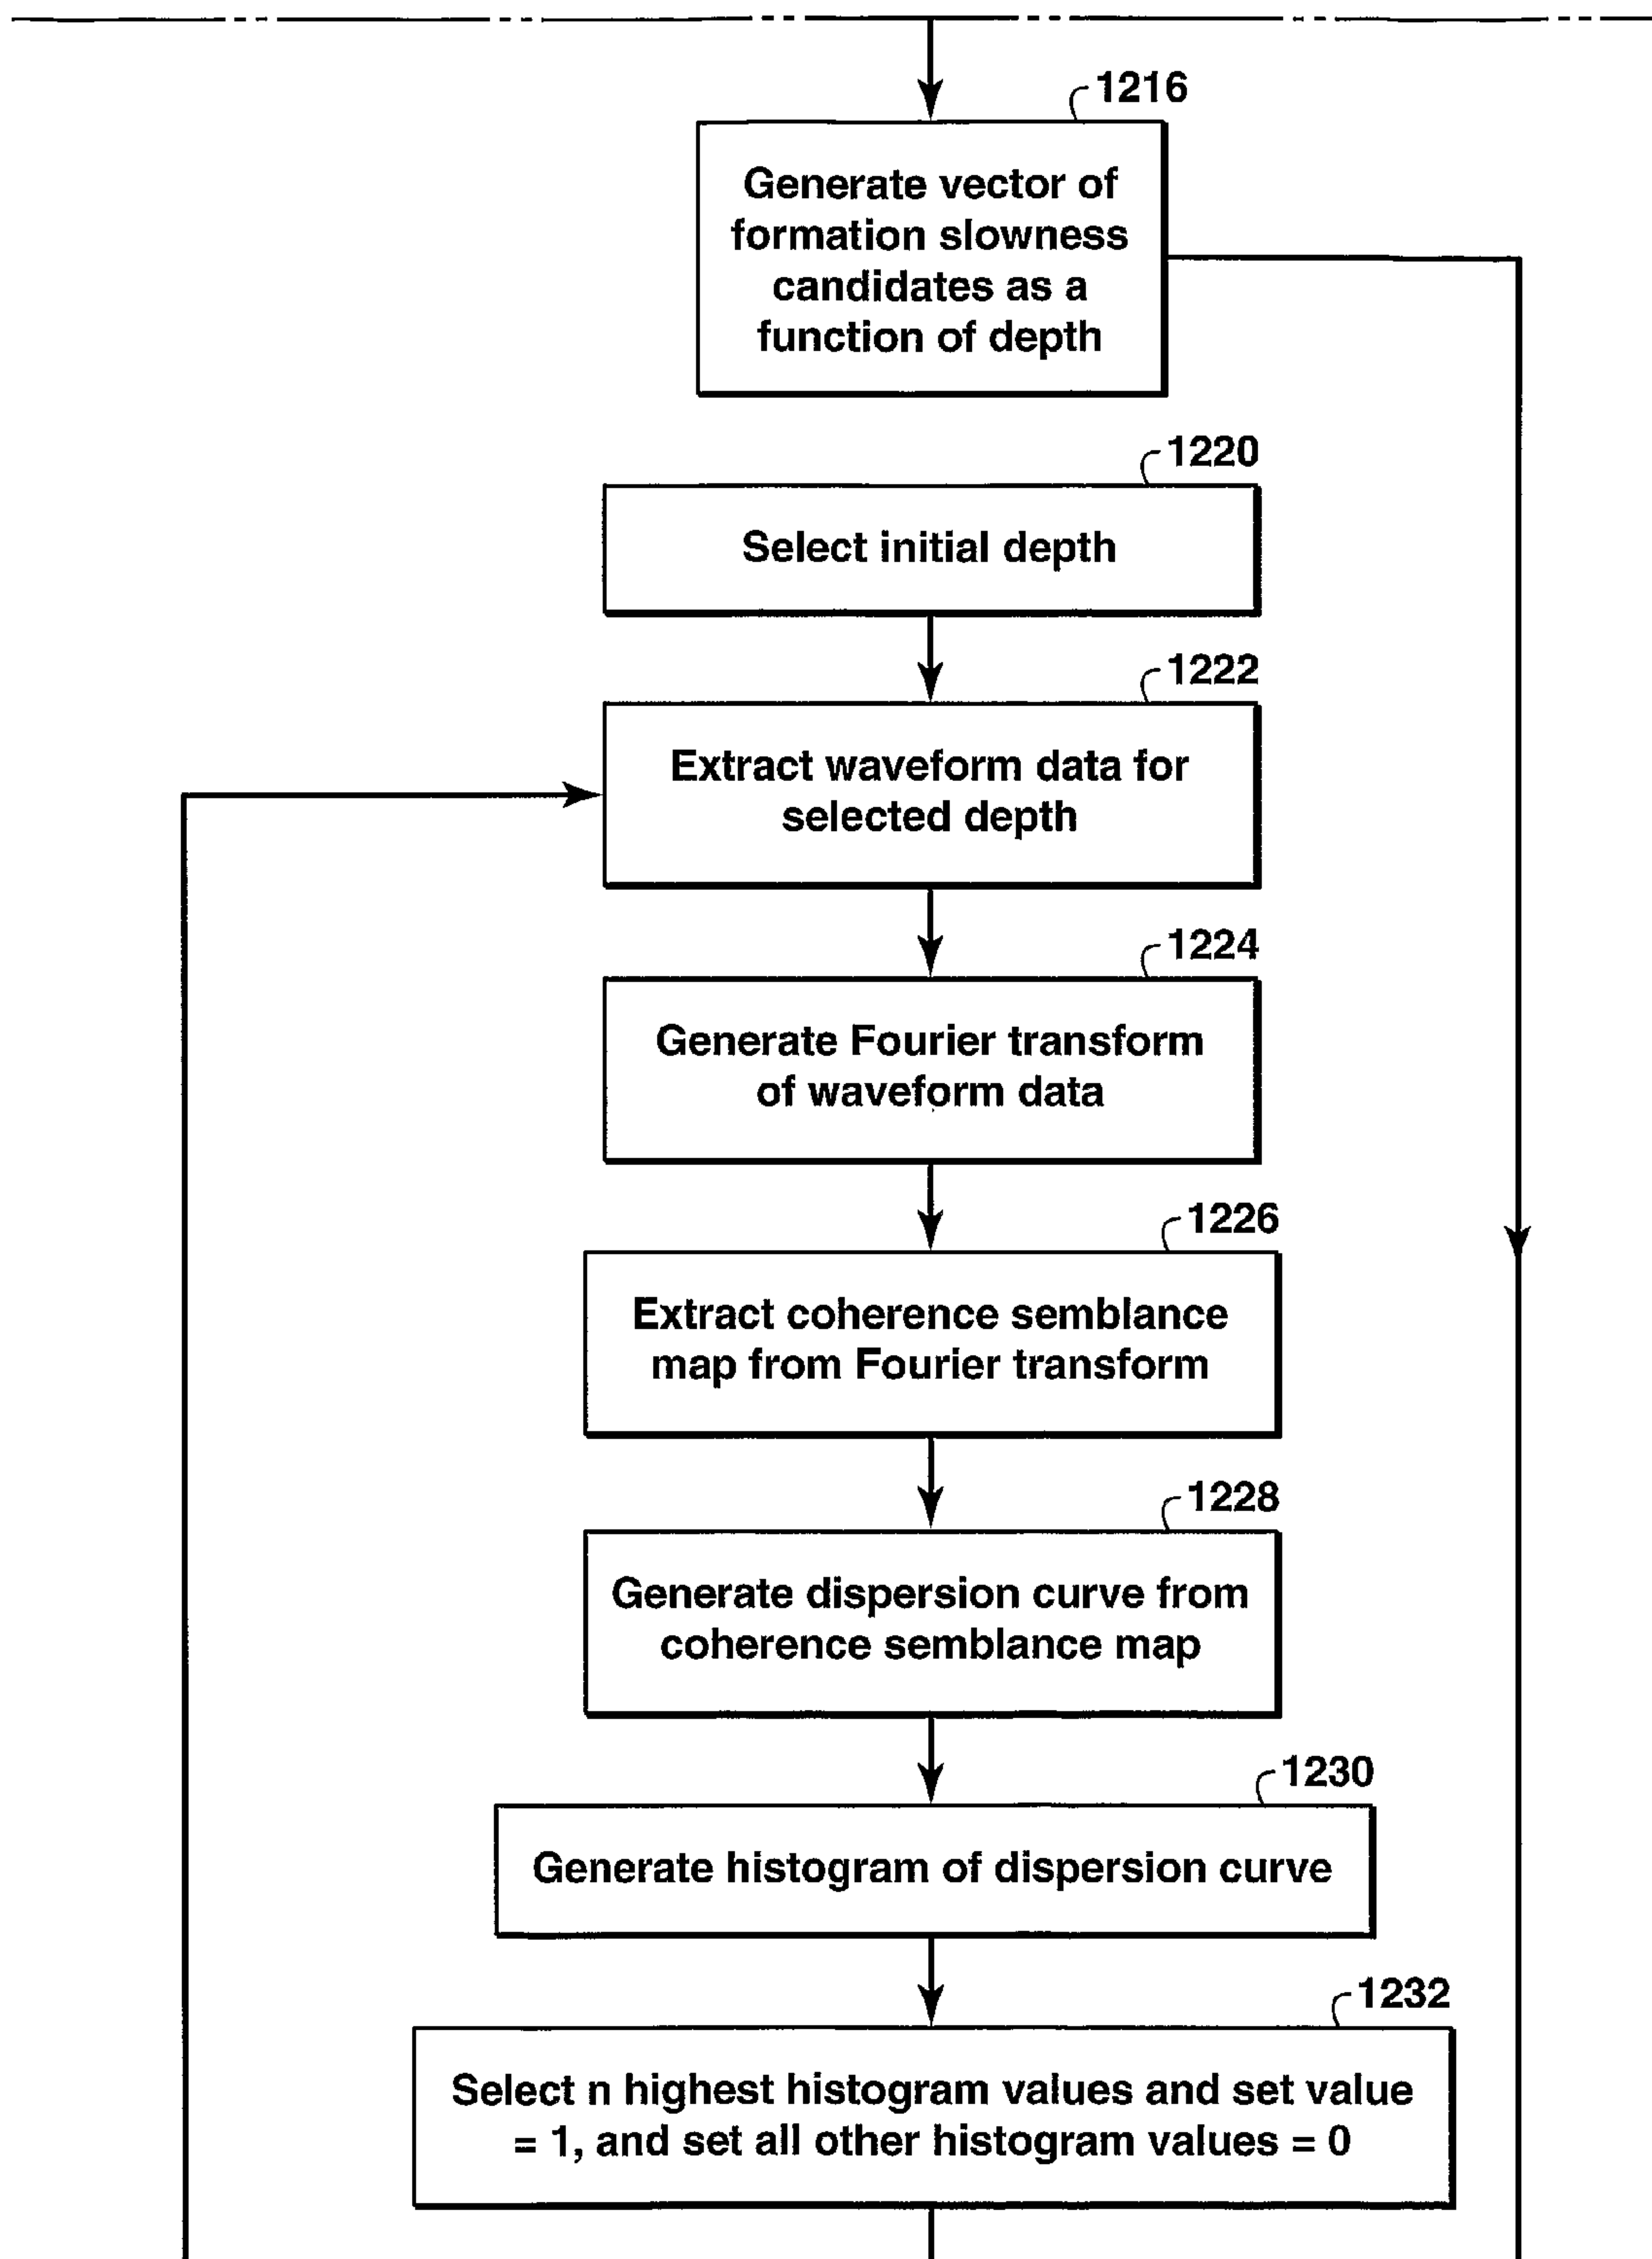 1216
Generate vector of
formation slowness
candidates as a
function of depth
1220
Select initial depth
1222
Extract waveform data for
selected depth
1224
Generate Fourier transform
of waveform data
1226
Extract coherence semblance
map from Fourier transform
1228
Generate dispersion curve from
coherence semblance map
1230
Generate histogram of dispersion curve
1232
Select n highest histogram values and set value
= 1, and set all other histogram values = 0